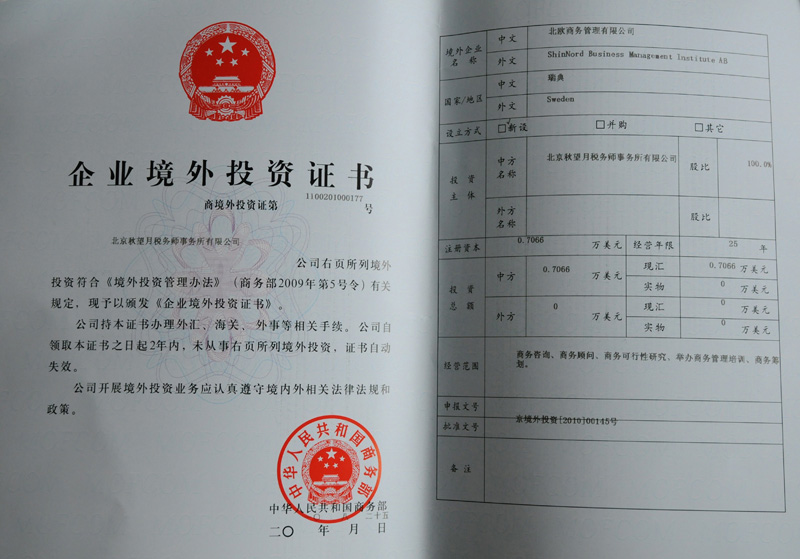 企业境外投资证书
1100201000177
商境外投资证第 号
北京秋望月税务师事务所有限公司
公司右页所列境外
投资符合《境外投资管理办法》（商务部2009年第5号令）有关
规定，现予以颁发《企业境外投资证书》。
公司持本证书办理外汇、海关、外事等相关手续。公司自
领取本证书之日起2年内，未从事右页所列境外投资，证书自动
失效。
公司开展境外投资业务应认真遵守境内外相关法律法规和
政策。
中华人民共和国商务部
中华人民共和国商务部
二十五
二〇 年 月 日
境外企业名称 中文 北欧商务管理有限公司
外文 ShinNord Business Management Institute AB
国家/地区 中文 瑞典
外文 Sweden
设立方式 ☑新设 □并购 □其它
投资主体 中方名称 北京秋望月税务师事务所有限公司 股比 100.0%
外方名称 股比
注册资本 0.7066 万美元 经营年限 25 年
投资总额 中方 0.7066 万美元 现汇 0.7066 万美元
实物 0 万美元
外方 0 万美元 现汇 0 万美元
实物 0 万美元
经营范围 商务咨询、商务顾问、商务可行性研究、举办商务管理培训、商务策
划。
申报文号
批准文号 京境外投资[2010]00145号
备注